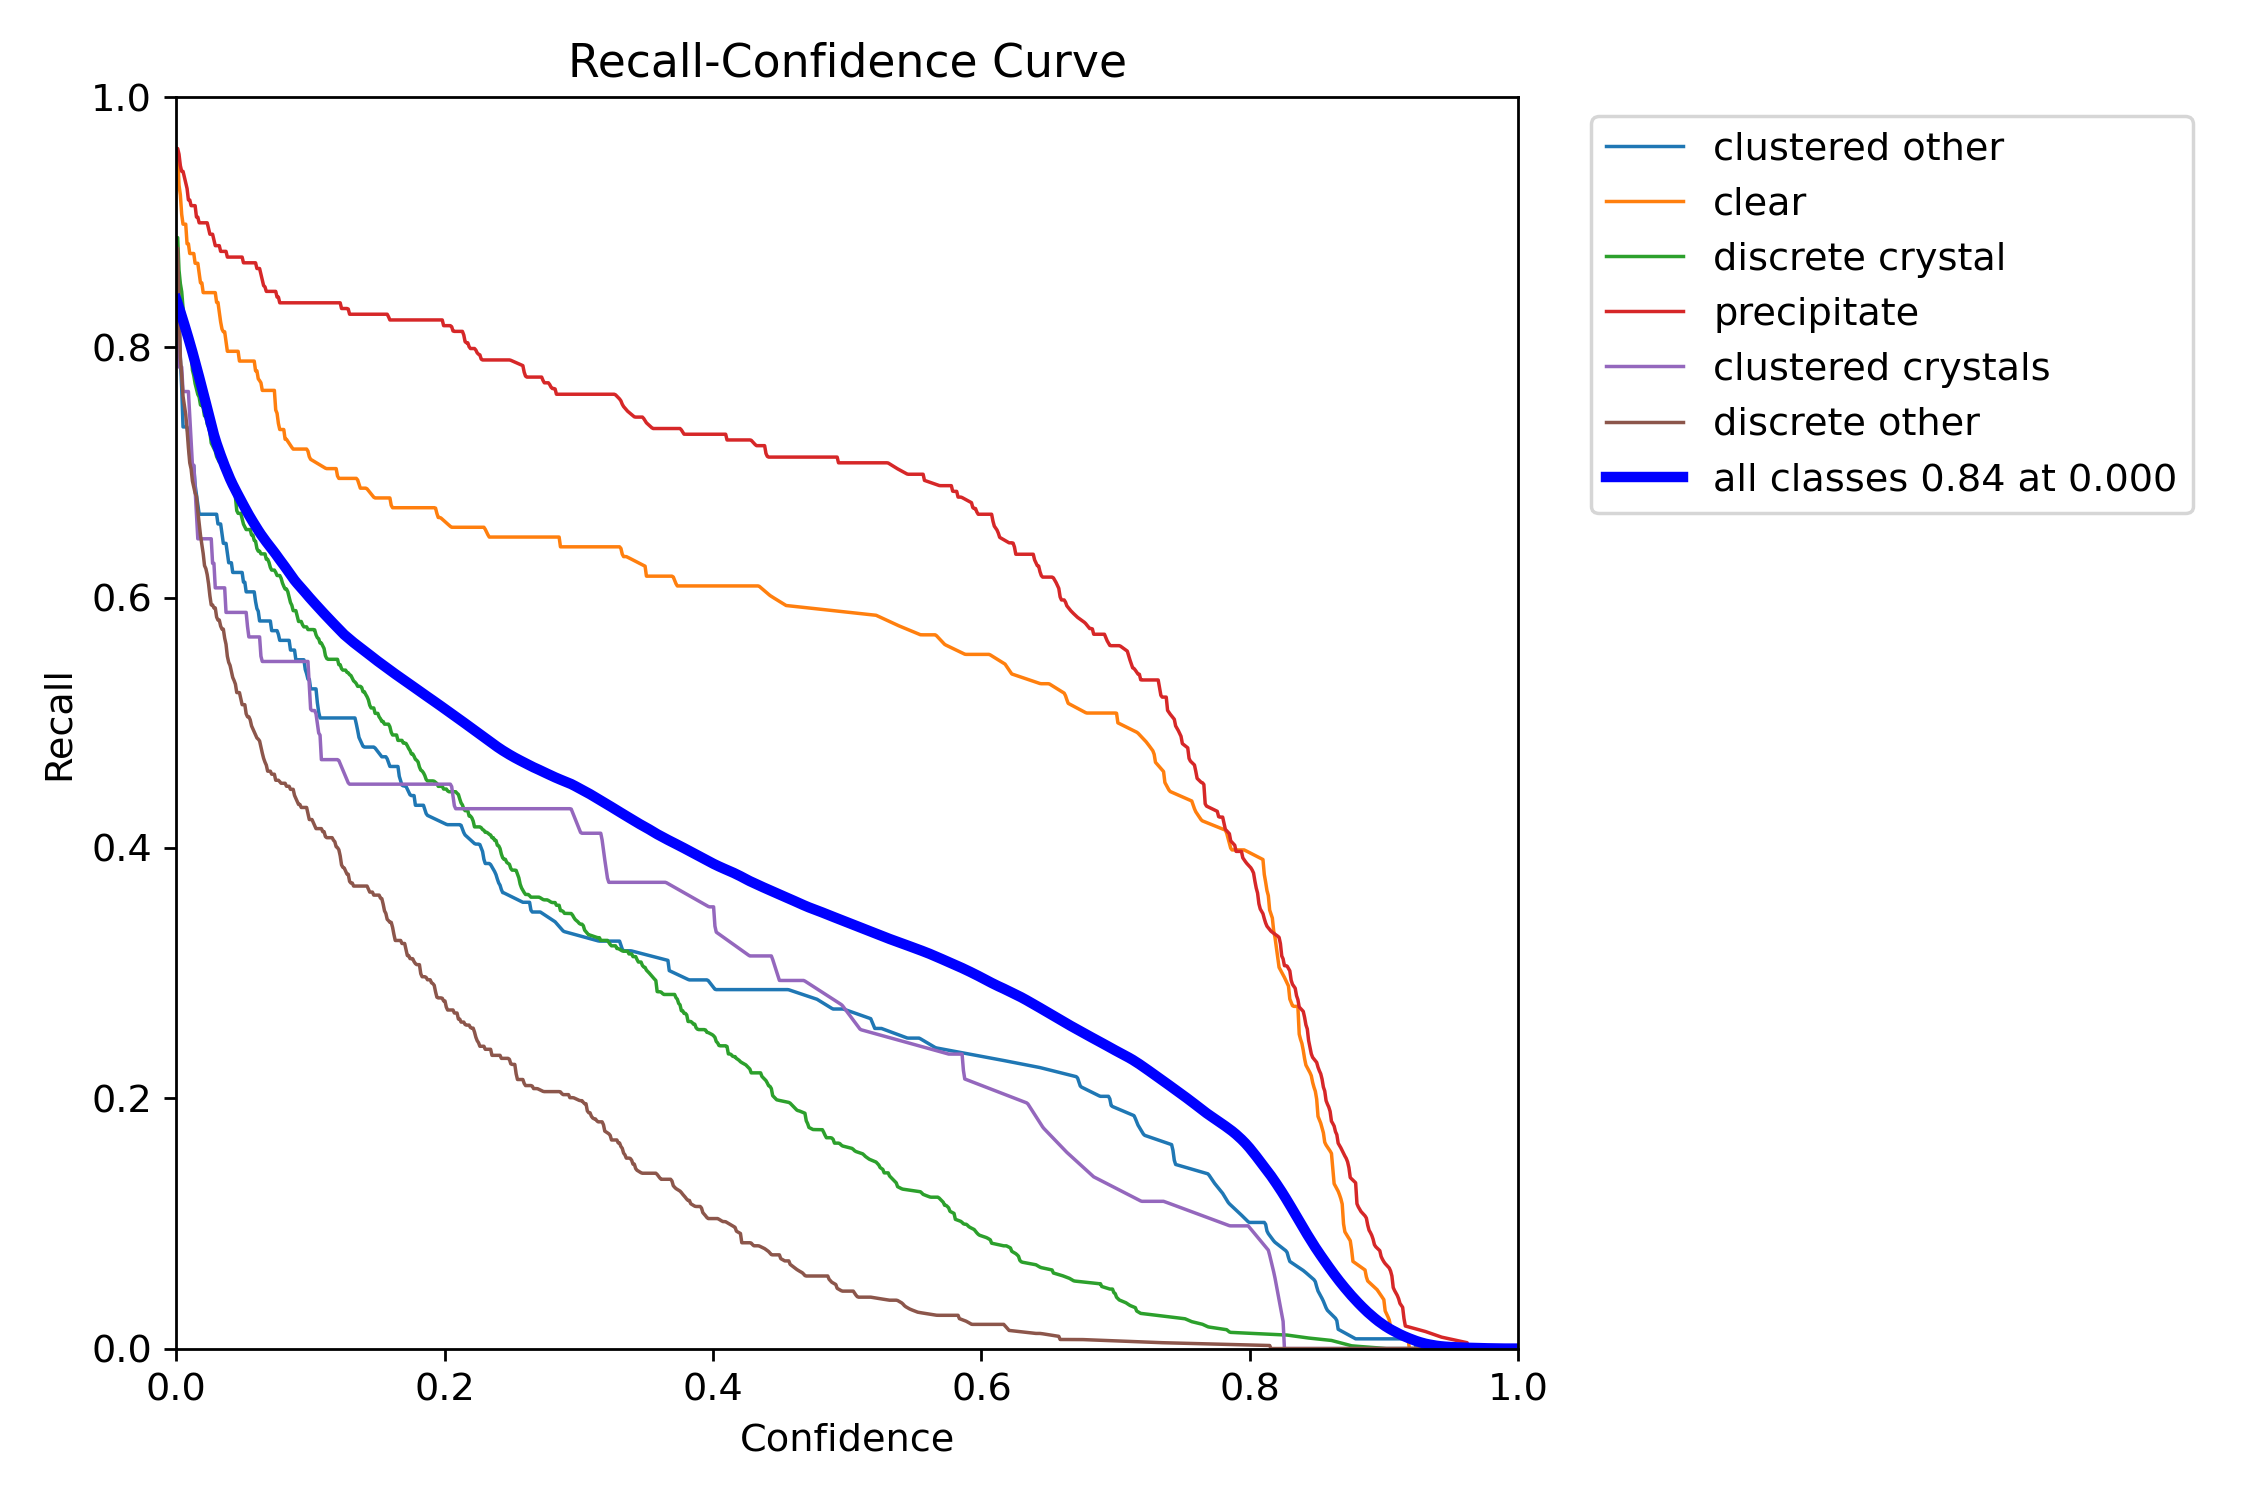 Recall-Confidence Curve
1.0
0.8
0.6
0.4
0.2
0.0
Recall
0.0 0.2 0.4 0.6 0.8 1.0
Confidence
clustered other
clear
discrete crystal
precipitate
clustered crystals
discrete other
all classes 0.84 at 0.000